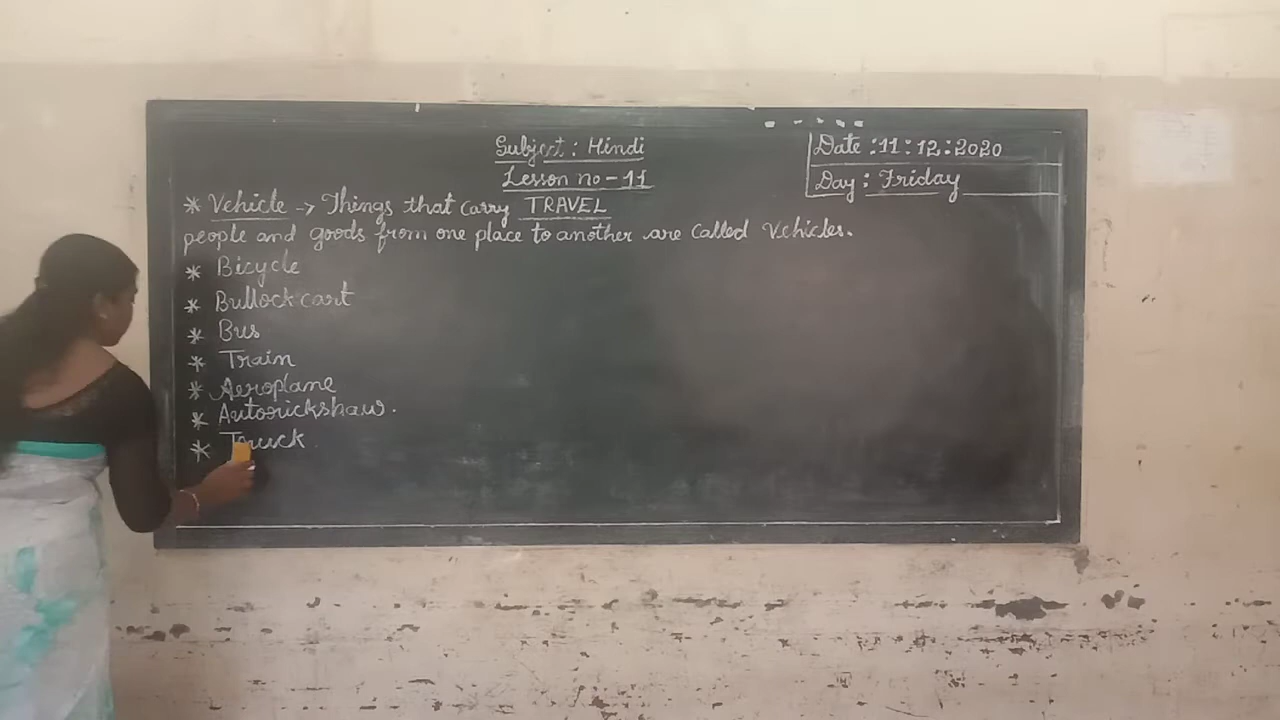 Subject : Hindi
Date : 11:12:2020
Lesson no - 11
Day : Friday
* Vehicle -> Things that carry TRAVEL
people and goods from one place to another are called Vehicles.
* Bicycle
* Bullock cart
* Bus
* Train
* Aeroplane
* Autorickshaw.
* Truck.